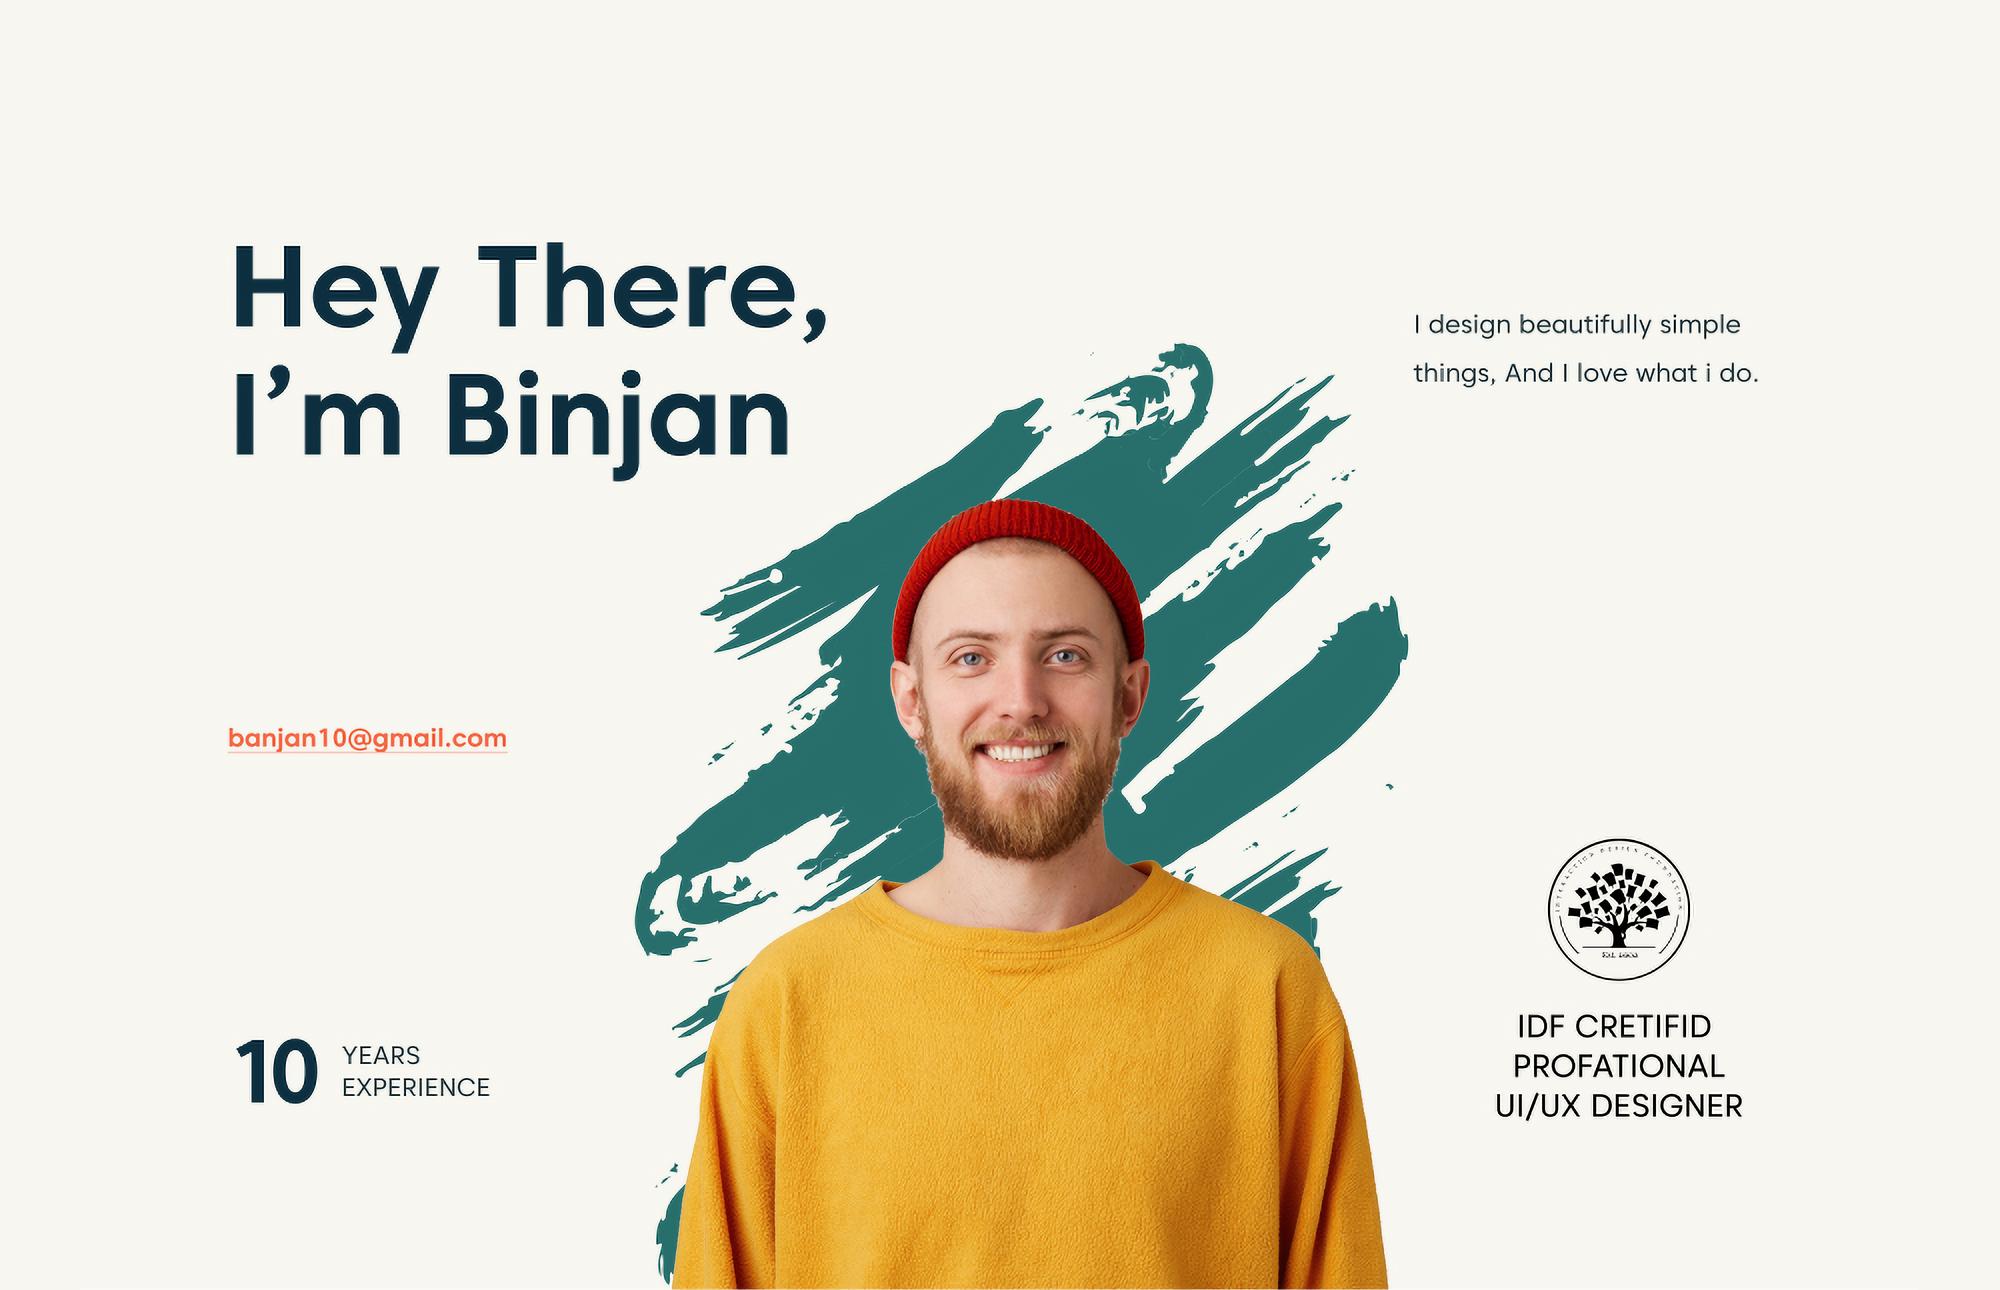 Hey There,
I’m Binjan
I design beautifully simple
things, And I love what i do.
banjan10@gmail.com
10
YEARS
EXPERIENCE
IDF CRETIFID
PROFATIONAL
UI/UX DESIGNER